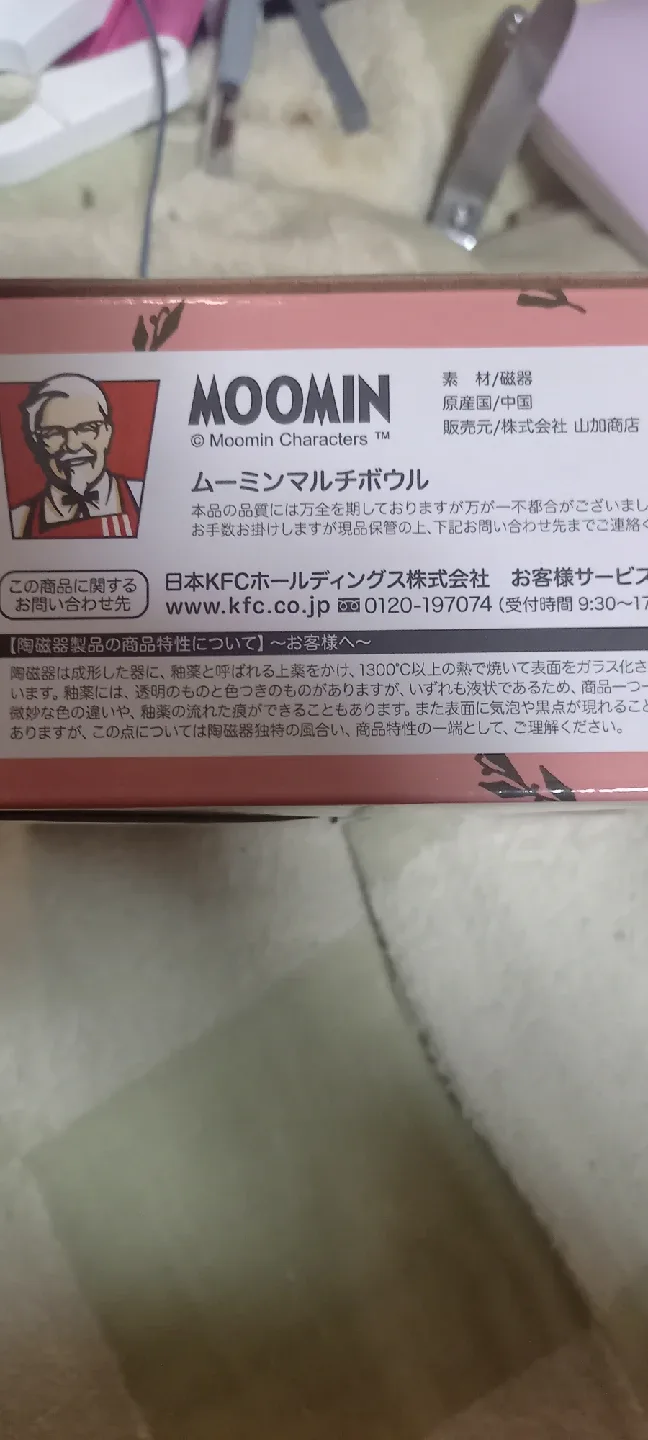 MOOMIN
© Moomin Characters ™
素 材/磁器
原産国/中国
販売元/株式会社 山加商店
ムーミンマルチボウル
本品の品質には万全を期しておりますが万が一不都合がございまし
お手数お掛けしますが現品保管の上、下記お問い合わせ先までご連絡く
この商品に関する
お問い合わせ先
日本KFCホールディングス株式会社 お客様サービス
www.kfc.co.jp 0120-197074 (受付時間 9:30〜17
【陶磁器製品の商品特性について】〜お客様へ〜
陶磁器は成形した器に、釉薬と呼ばれる上薬をかけ、1300℃以上の熱で焼いて表面をガラス化さ
います。釉薬には、透明のものと色つきのものがありますが、いずれも液状であるため、商品一つ一
微妙な色の違いや、釉薬の流れた痕ができることもあります。また表面に気泡や黒点が現れること
ありますが、この点については陶磁器独特の風合い、商品特性の一端として、ご理解ください。